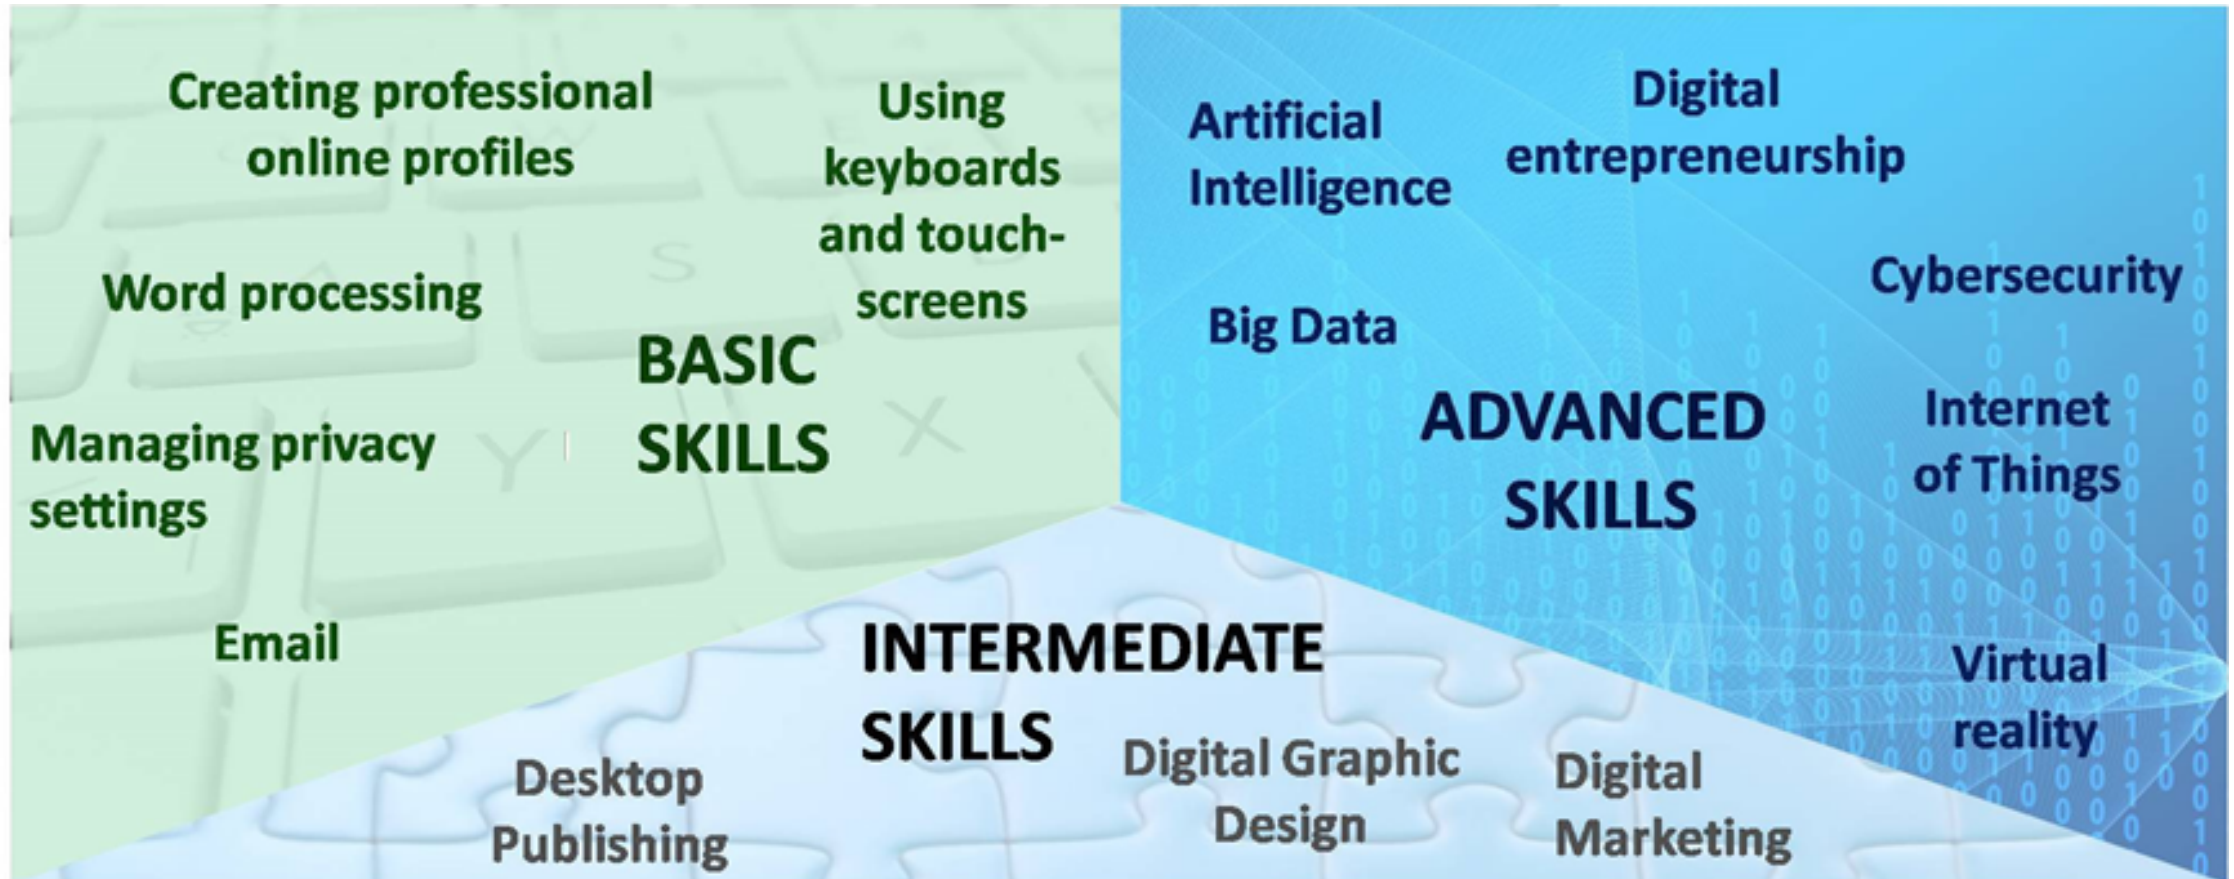 Creating professional
online profiles
Using
keyboards
and touch-
screens
Word processing
BASIC
SKILLS
Managing privacy
settings
Email
Artificial
Intelligence
Digital
entrepreneurship
Cybersecurity
Big Data
ADVANCED
SKILLS
Internet
of Things
Virtual
reality
INTERMEDIATE
SKILLS
Desktop
Publishing
Digital Graphic
Design
Digital
Marketing